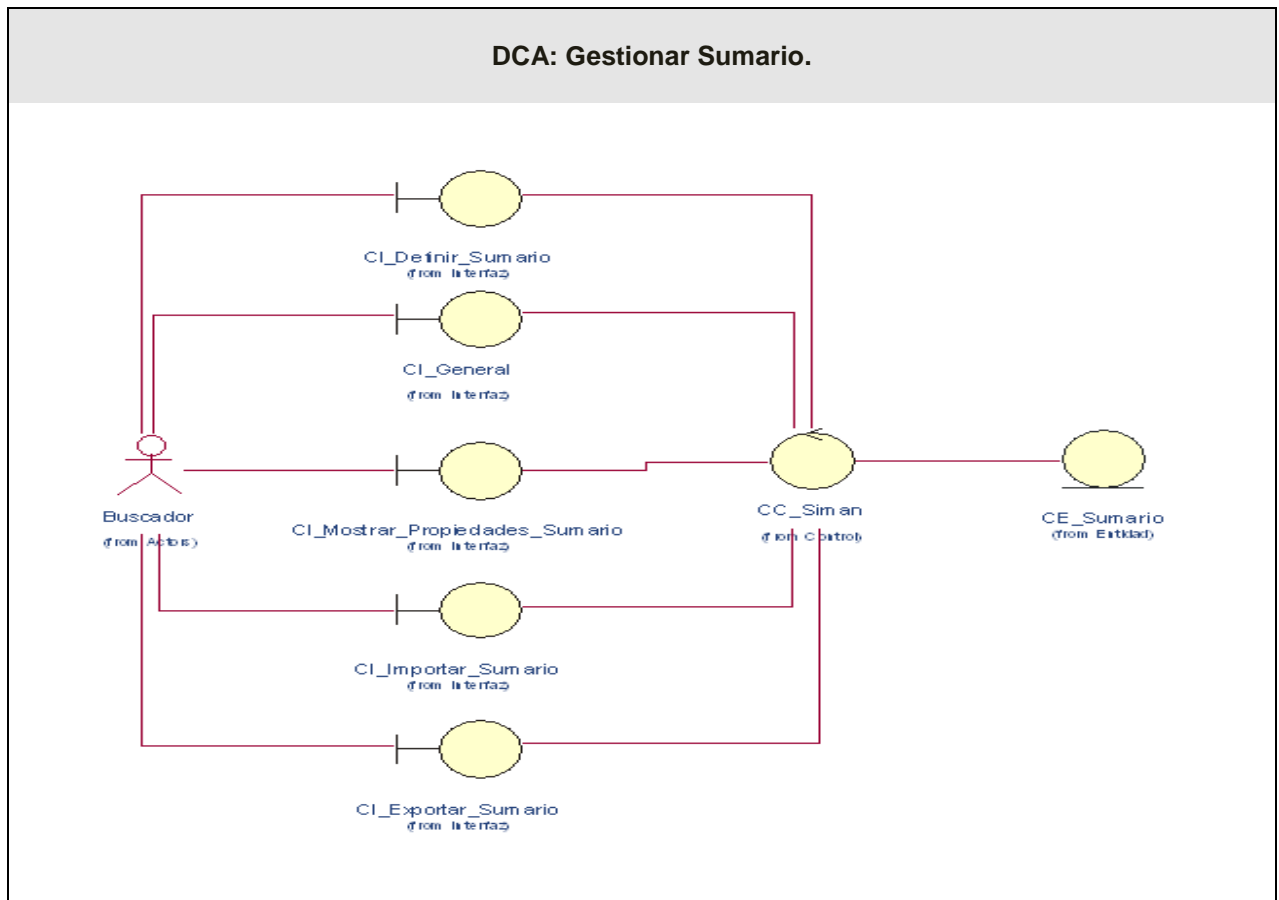 DCA: Gestionar Sumario.
CI_Definir_Sumario
(from Interfaz)
CI_General
(from Interfaz)
Buscador
(from Actors)
CI_Mostrar_Propiedades_Sumario
(from Interfaz)
CC_Siman
(from Control)
CE_Sumario
(from Entidad)
CI_Importar_Sumario
(from Interfaz)
CI_Exportar_Sumario
(from Interfaz)